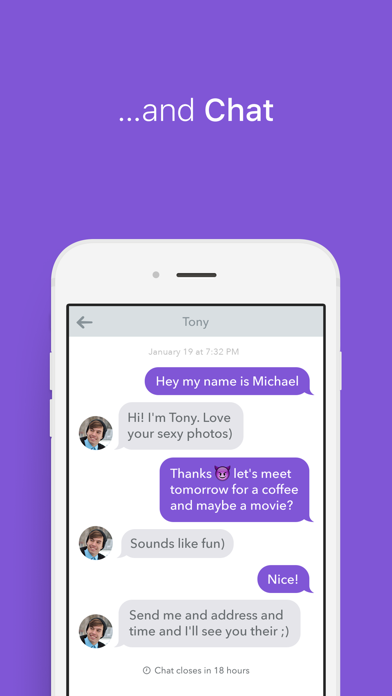 ...and Chat
Tony
January 19 at 7:32 PM
Hey my name is Michael
Hi! I'm Tony. Love
your sexy photos)
Thanks 😈 let's meet
tomorrow for a coffee
and maybe a movie?
Sounds like fun)
Nice!
Send me and address and
time and I'll see you their ;)
Chat closes in 18 hours